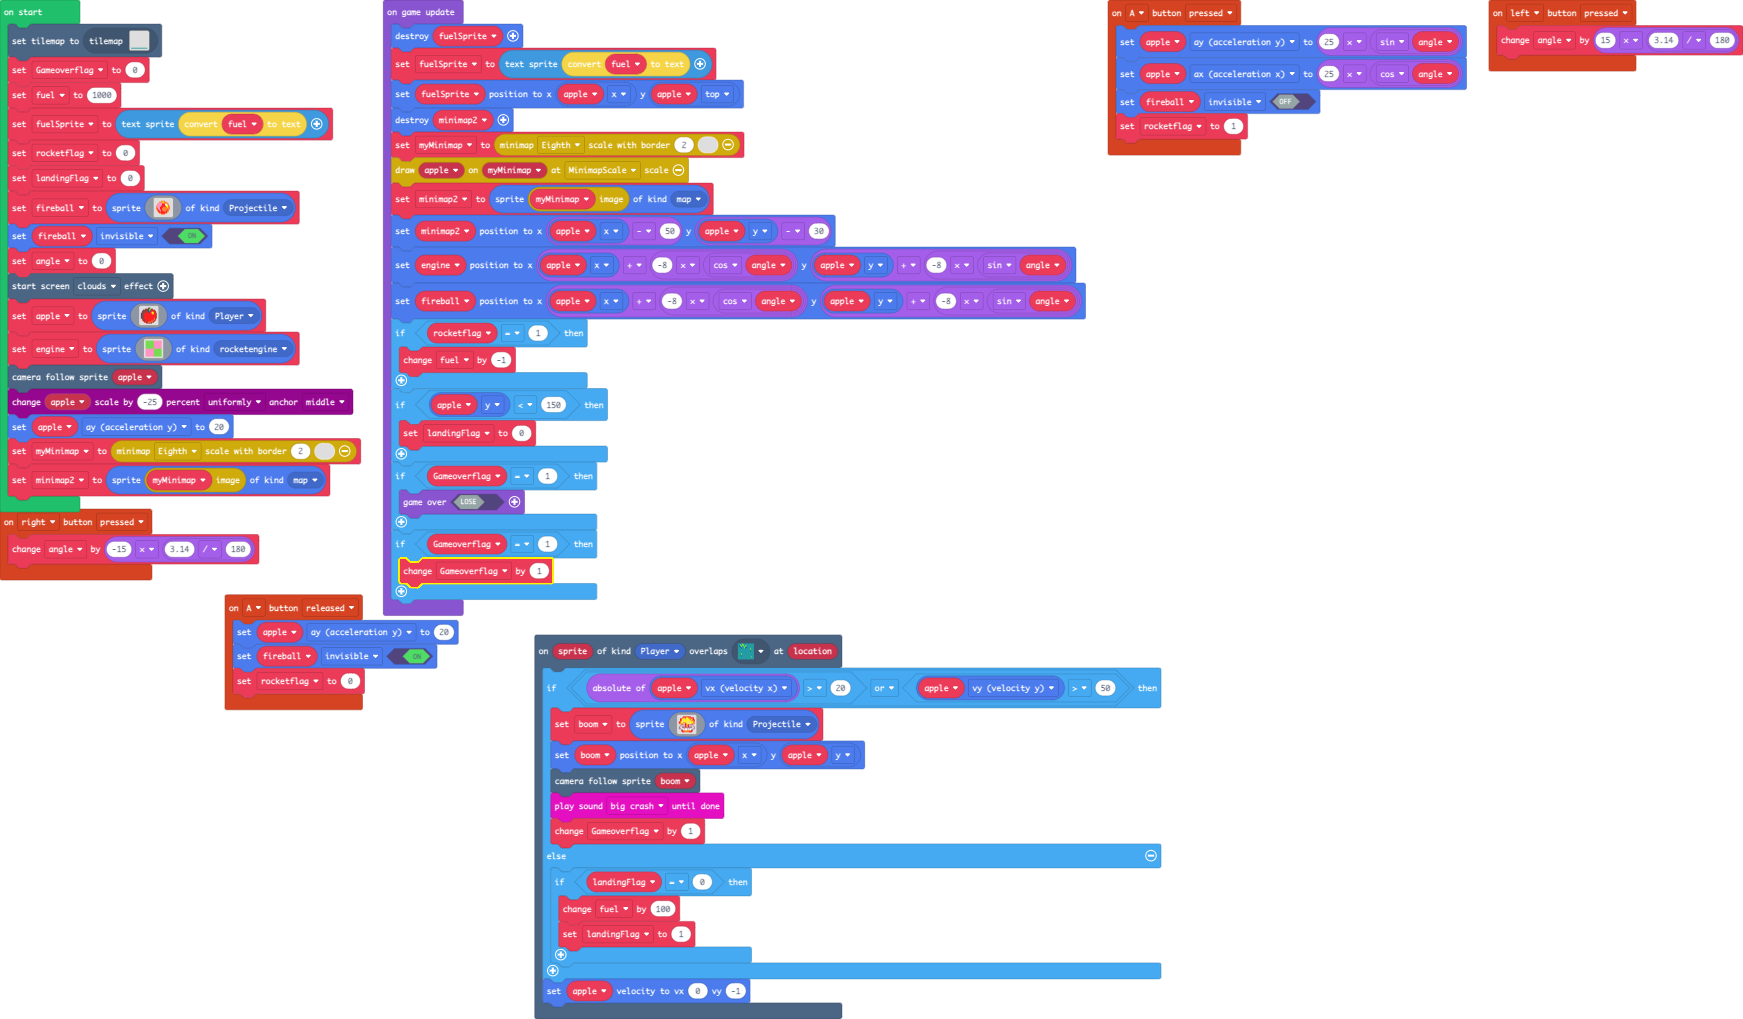 on start
set tilemap to tilemap
set Gameoverflag to 0
set fuel to 1000
set fuelSprite to text sprite convert fuel to text
set rocketflag to 0
set landingFlag to 0
set fireball to sprite of kind Projectile
set fireball invisible ON
set angle to 0
start screen clouds effect
set apple to sprite of kind Player
set engine to sprite of kind rocketengine
camera follow sprite apple
change apple scale by -25 percent uniformly anchor middle
set apple ay (acceleration y) to 20
set myMinimap to minimap Eighth scale with border 2
set minimap2 to sprite myMinimap image of kind map
on right button pressed
change angle by -15 × 3.14 / 180
on A button released
set apple ay (acceleration y) to 20
set fireball invisible ON
set rocketflag to 0
on game update
destroy fuelSprite
set fuelSprite to text sprite convert fuel to text
set fuelSprite position to x apple x y apple top
destroy minimap2
set myMinimap to minimap Eighth scale with border 2
draw apple on myMinimap at MinimapScale scale
set minimap2 to sprite myMinimap image of kind map
set minimap2 position to x apple x - 50 y apple y - 30
set engine position to x apple x + -8 × cos angle y apple y + -8 × sin angle
set fireball position to x apple x + -8 × cos angle y apple y + -8 × sin angle
if rocketflag = 1 then
change fuel by -1
if apple y < 150 then
set landingFlag to 0
if Gameoverflag = 1 then
game over LOSE
if Gameoverflag = 1 then
change Gameoverflag by 1
on sprite of kind Player overlaps at location
if absolute of apple vx (velocity x) > 20 or apple vy (velocity y) > 50 then
set boom to sprite of kind Projectile
set boom position to x apple x y apple y
camera follow sprite boom
play sound big crash until done
change Gameoverflag by 1
else
if landingFlag = 0 then
change fuel by 100
set landingFlag to 1
set apple velocity to vx 0 vy -1
on A button pressed
set apple ay (acceleration y) to 25 × sin angle
set apple ax (acceleration x) to 25 × cos angle
set fireball invisible OFF
set rocketflag to 1
on left button pressed
change angle by 15 × 3.14 / 180